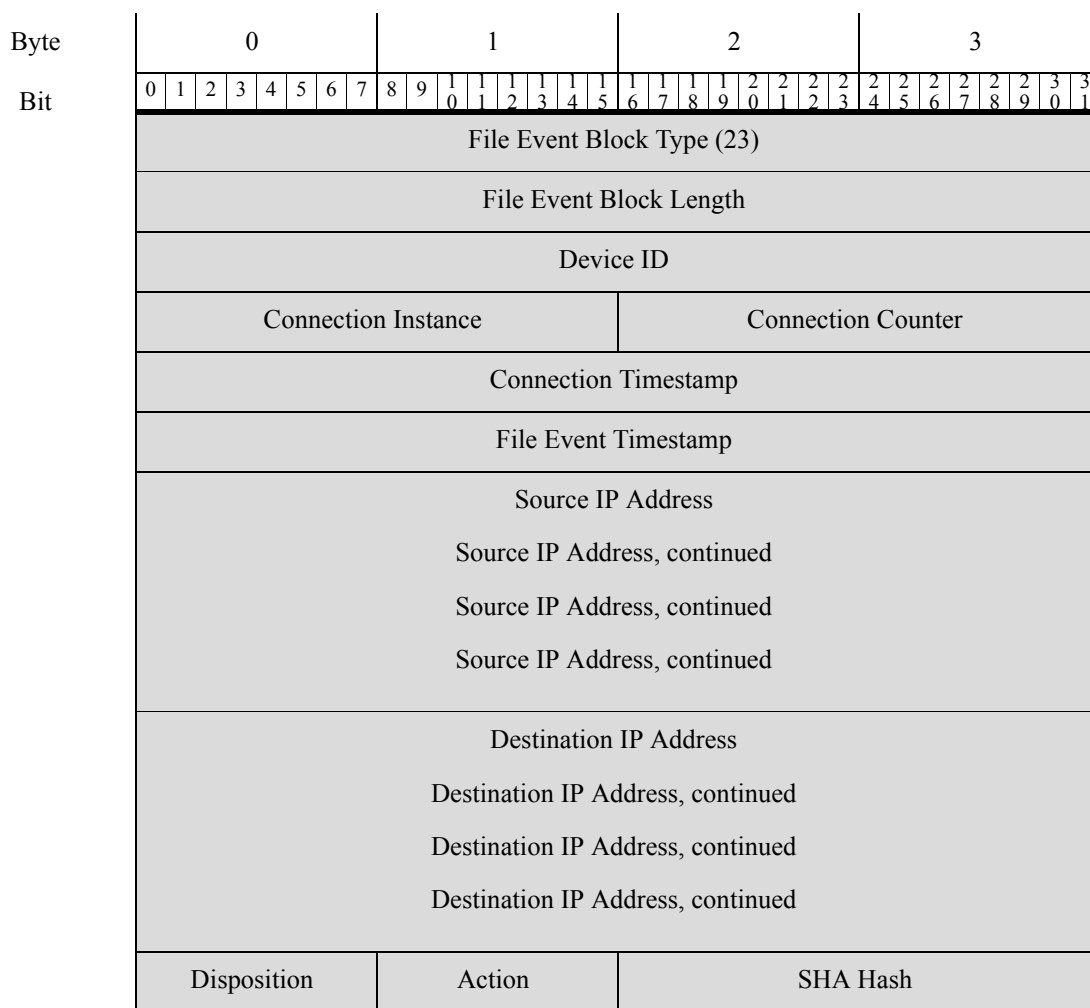 Byte 0 1 2 3
Bit 0 1 2 3 4 5 6 7 8 9 10 11 12 13 14 15 16 17 18 19 20 21 22 23 24 25 26 27 28 29 30 31
File Event Block Type (23)
File Event Block Length
Device ID
Connection Instance Connection Counter
Connection Timestamp
File Event Timestamp
Source IP Address
Source IP Address, continued
Source IP Address, continued
Source IP Address, continued
Destination IP Address
Destination IP Address, continued
Destination IP Address, continued
Destination IP Address, continued
Disposition Action SHA Hash